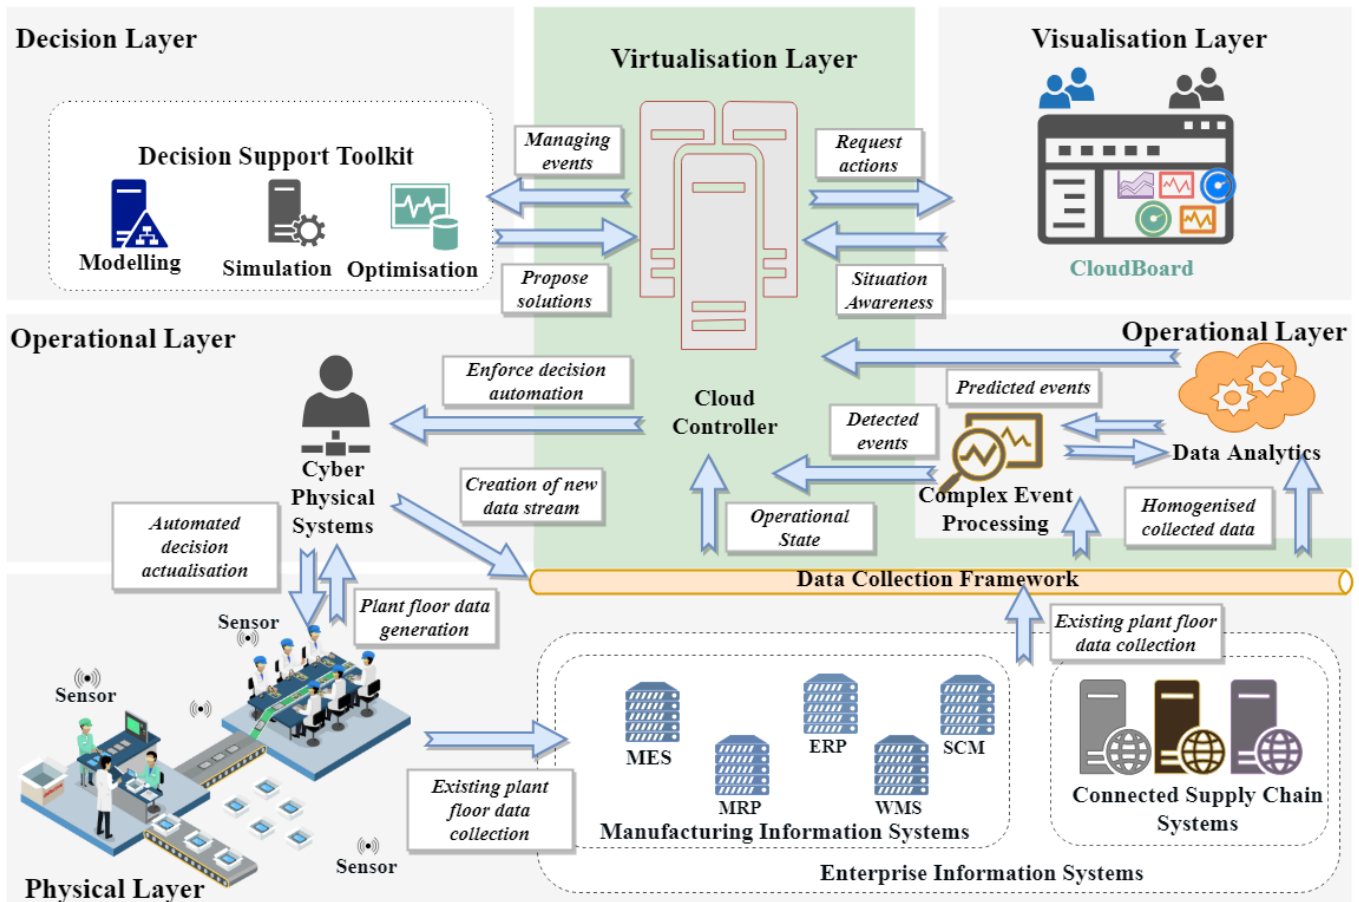 Decision Layer
Decision Support Toolkit
Modelling
Simulation
Optimisation
Managing
events
Propose
solutions
Virtualisation Layer
Cloud
Controller
Request
actions
Situation
Awareness
Visualisation Layer
CloudBoard
Operational Layer
Cyber
Physical
Systems
Enforce decision
automation
Creation of new
data stream
Automated
decision
actualisation
Plant floor data
generation
Operational Layer
Predicted events
Detected
events
Data Analytics
Complex Event
Processing
Operational
State
Homogenised
collected data
Data Collection Framework
Existing plant floor
data collection
Sensor
Sensor
Sensor
Physical Layer
Existing plant
floor data
collection
MES
MRP
ERP
WMS
SCM
Manufacturing Information Systems
Connected Supply Chain
Systems
Enterprise Information Systems